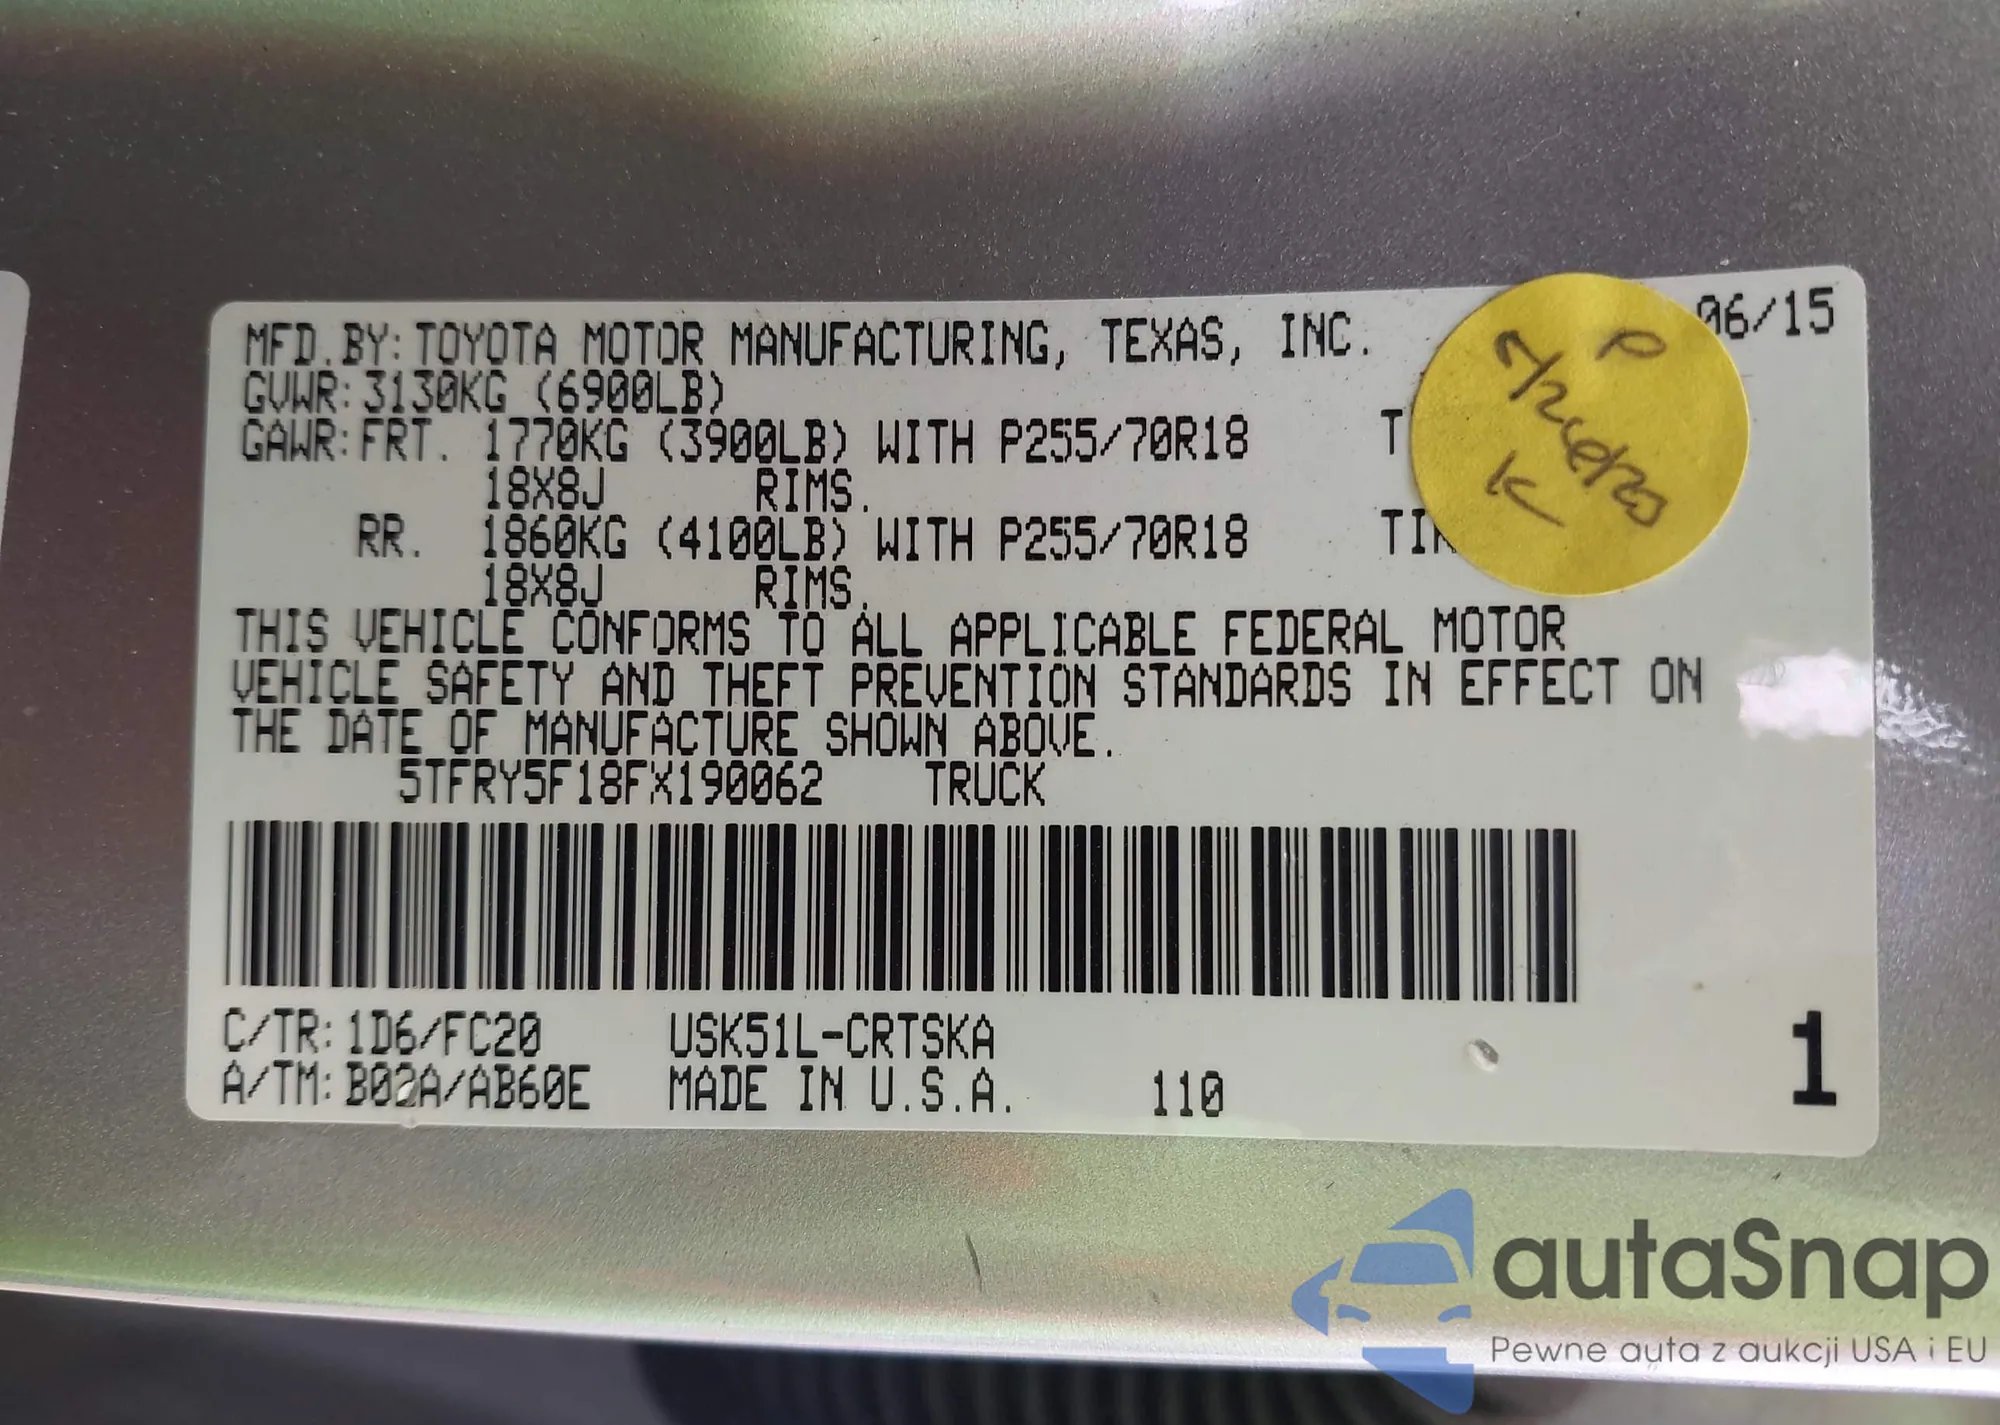 MFD.BY: TOYOTA MOTOR MANUFACTURING, TEXAS, INC. 06/15
GVWR: 3130KG (6900LB)
GAWR: FRT. 1770KG (3900LB) WITH P255/70R18
18X8J RIMS.
RR. 1860KG (4100LB) WITH P255/70R18
18X8J RIMS.
THIS VEHICLE CONFORMS TO ALL APPLICABLE FEDERAL MOTOR
VEHICLE SAFETY AND THEFT PREVENTION STANDARDS IN EFFECT ON
THE DATE OF MANUFACTURE SHOWN ABOVE.
5TFRY5F18FX190062 TRUCK
C/TR: 1D6/FC20 USK51L-CRTSKA
A/TM: B02A/AB60E MADE IN U.S.A. 110
1
P
K
autaSnap
Pewne auta z aukcji USA i EU